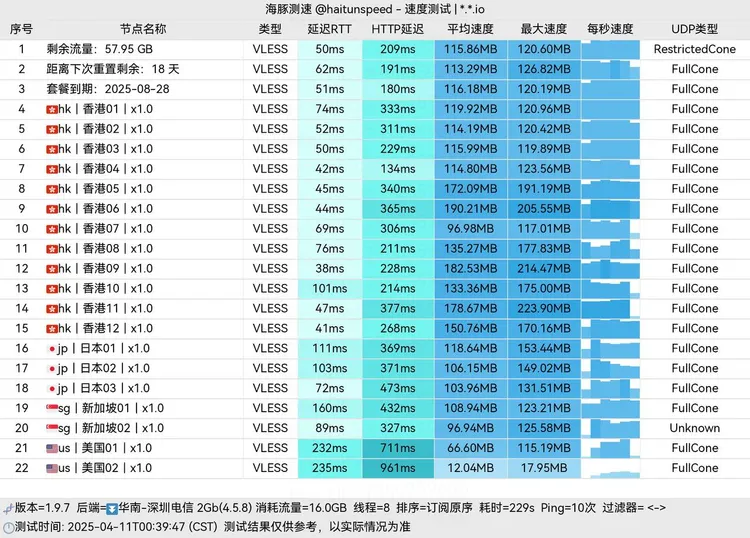 海豚测速 @haitunspeed - 速度测试 | *.*.io
序号 节点名称 类型 延迟RTT HTTP延迟 平均速度 最大速度 每秒速度 UDP类型
1 剩余流量：57.95 GB VLESS 50ms 209ms 115.86MB 120.60MB RestrictedCone
2 距离下次重置剩余：18 天 VLESS 62ms 191ms 113.29MB 126.82MB FullCone
3 套餐到期：2025-08-28 VLESS 51ms 180ms 116.18MB 120.19MB FullCone
4 🇭🇰hk | 香港01 | x1.0 VLESS 74ms 333ms 119.92MB 120.96MB FullCone
5 🇭🇰hk | 香港02 | x1.0 VLESS 52ms 311ms 114.19MB 120.42MB FullCone
6 🇭🇰hk | 香港03 | x1.0 VLESS 50ms 229ms 115.99MB 119.89MB FullCone
7 🇭🇰hk | 香港04 | x1.0 VLESS 42ms 134ms 114.80MB 123.56MB FullCone
8 🇭🇰hk | 香港05 | x1.0 VLESS 45ms 340ms 172.09MB 191.19MB FullCone
9 🇭🇰hk | 香港06 | x1.0 VLESS 44ms 365ms 190.21MB 205.55MB FullCone
10 🇭🇰hk | 香港07 | x1.0 VLESS 69ms 306ms 96.98MB 117.01MB FullCone
11 🇭🇰hk | 香港08 | x1.0 VLESS 76ms 211ms 135.27MB 177.83MB FullCone
12 🇭🇰hk | 香港09 | x1.0 VLESS 38ms 228ms 182.53MB 214.47MB FullCone
13 🇭🇰hk | 香港10 | x1.0 VLESS 101ms 214ms 133.36MB 175.00MB FullCone
14 🇭🇰hk | 香港11 | x1.0 VLESS 47ms 377ms 178.67MB 223.90MB FullCone
15 🇭🇰hk | 香港12 | x1.0 VLESS 41ms 268ms 150.76MB 170.16MB FullCone
16 🇯🇵jp | 日本01 | x1.0 VLESS 111ms 369ms 118.64MB 153.44MB FullCone
17 🇯🇵jp | 日本02 | x1.0 VLESS 103ms 371ms 106.15MB 149.02MB FullCone
18 🇯🇵jp | 日本03 | x1.0 VLESS 72ms 473ms 103.96MB 131.51MB FullCone
19 🇸🇬sg | 新加坡01 | x1.0 VLESS 160ms 432ms 108.94MB 123.21MB FullCone
20 🇸🇬sg | 新加坡02 | x1.0 VLESS 89ms 327ms 96.94MB 125.58MB Unknown
21 🇺🇸us | 美国01 | x1.0 VLESS 232ms 711ms 66.60MB 115.19MB FullCone
22 🇺🇸us | 美国02 | x1.0 VLESS 235ms 961ms 12.04MB 17.95MB FullCone
版本=1.9.7 后端=⏬华南-深圳电信 2Gb(4.5.8) 消耗流量=16.0GB 线程=8 排序=订阅原序 耗时=229s Ping=10次 过滤器= <->
测试时间: 2025-04-11T00:39:47 (CST) 测试结果仅供参考，以实际情况为准